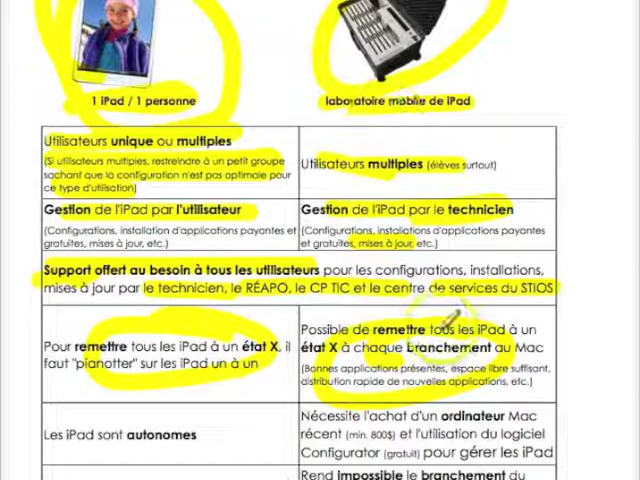 1 iPad / 1 personne
laboratoire mobile de iPad
Utilisateurs unique ou multiples
(Si utilisateurs multiples, restreindre à un petit groupe
sachant que la configuration n'est pas optimale pour
ce type d'utilisation)
Utilisateurs multiples (élèves surtout)
Gestion de l'iPad par l'utilisateur
(Configurations, installation d'applications payantes et
gratuites, mises à jour, etc.)
Gestion de l'iPad par le technicien
(Configurations, installations d'applications payantes
et gratuites, mises à jour, etc.)
Support offert au besoin à tous les utilisateurs pour les configurations, installations,
mises à jour par le technicien, le RÉAPO, le CP TIC et le centre de services du STIOS
Pour remettre tous les iPad à un état X, il
faut "pianotter" sur les iPad un à un
Possible de remettre tous les iPad à un
état X à chaque branchement au Mac
(Bonnes applications présentes, espace libre suffisant,
distribution rapide de nouvelles applications, etc.)
Les iPad sont autonomes
Nécessite l'achat d'un ordinateur Mac
récent (min. 800$) et l'utilisation du logiciel
Configurator (gratuit) pour gérer les iPad
Rend impossible le branchement du